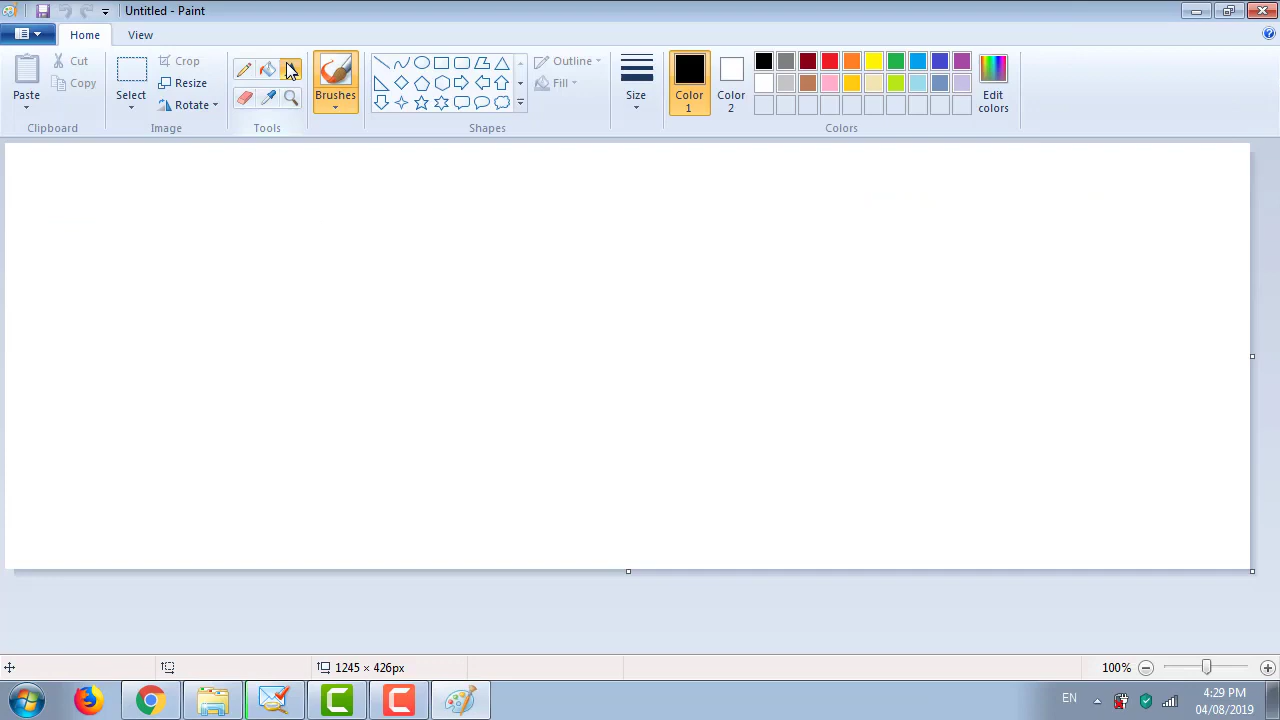 Untitled - Paint
Home View
Paste
Cut
Copy
Clipboard
Select
Crop
Resize
Rotate
Image
Tools
Brushes
Shapes
Outline
Fill
Size
Color
1
Color
2
Edit
colors
Colors
1245 × 426px
100%
EN
4:29 PM
04/08/2019